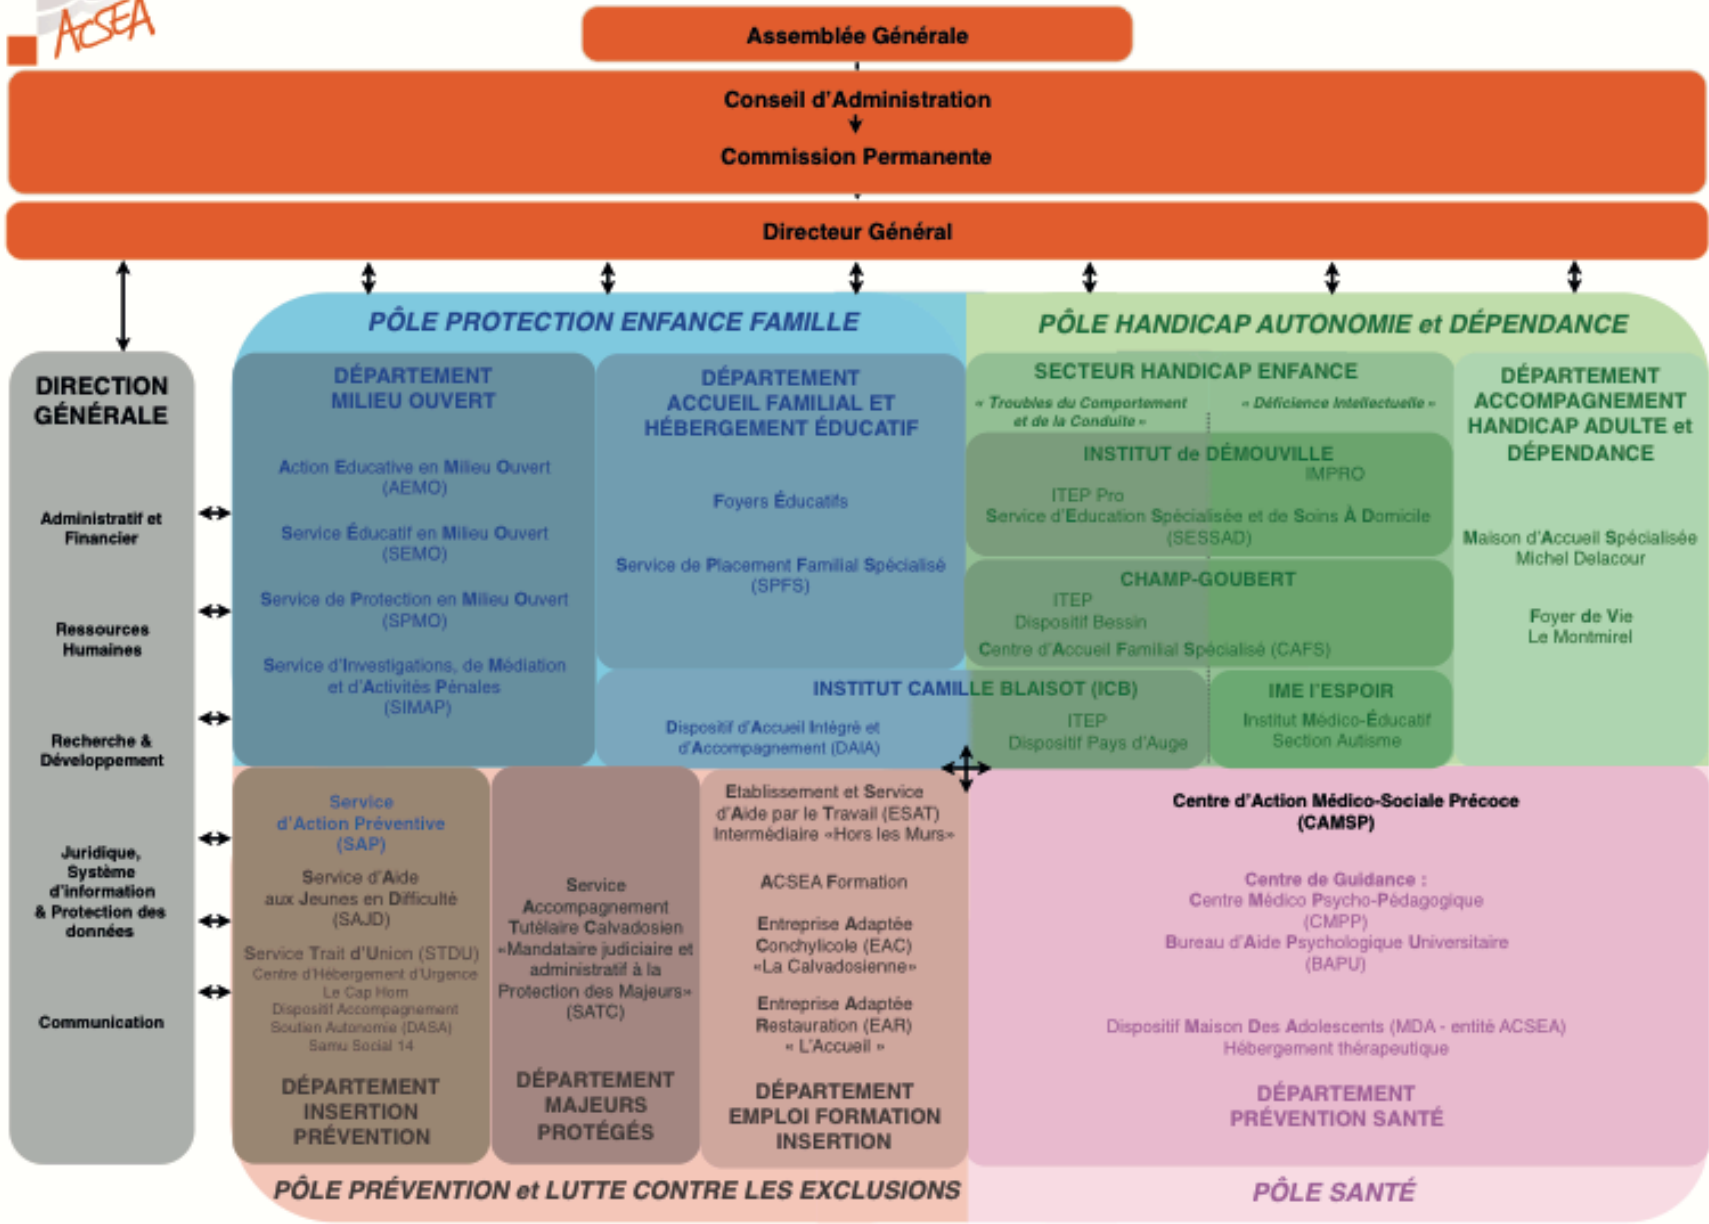 ACSEA
Assemblée Générale
Conseil d'Administration
Commission Permanente
Directeur Général
DIRECTION
GÉNÉRALE
Administratif et
Financier
Ressources
Humaines
Recherche &
Développement
Juridique,
Système
d'information
& Protection des
données
Communication
PÔLE PROTECTION ENFANCE FAMILLE
DÉPARTEMENT
MILIEU OUVERT
Action Educative en Milieu Ouvert
(AEMO)
Service Éducatif en Milieu Ouvert
(SEMO)
Service de Protection en Milieu Ouvert
(SPMO)
Service d'Investigations, de Médiation
et d'Activités Pénales
(SIMAP)
DÉPARTEMENT
ACCUEIL FAMILIAL ET
HÉBERGEMENT ÉDUCATIF
Foyers Éducatifs
Service de Placement Familial Spécialisé
(SPFS)
INSTITUT CAMILLE BLAISOT (ICB)
Dispositif d'Accueil Intégré et
d'Accompagnement (DAIA)
ITEP
Dispositif Pays d'Auge
PÔLE HANDICAP AUTONOMIE et DÉPENDANCE
SECTEUR HANDICAP ENFANCE
« Troubles du Comportement
et de la Conduite »
« Déficience Intellectuelle »
INSTITUT de DÉMOUVILLE
IMPRO
ITEP Pro
Service d'Education Spécialisée et de Soins À Domicile
(SESSAD)
CHAMP-GOUBERT
ITEP
Dispositif Bessin
Centre d'Accueil Familial Spécialisé (CAFS)
IME l'ESPOIR
Institut Médico-Éducatif
Section Autisme
DÉPARTEMENT
ACCOMPAGNEMENT
HANDICAP ADULTE et
DÉPENDANCE
Maison d'Accueil Spécialisée
Michel Delacour
Foyer de Vie
Le Montmirel
Service
d'Action Préventive
(SAP)
Service d'Aide
aux Jeunes en Difficulté
(SAJD)
Service Trait d'Union (STDU)
Centre d'Hébergement d'Urgence
Le Cap Horn
Dispositif Accompagnement
Soutien Autonomie (DASA)
Samu Social 14
DÉPARTEMENT
INSERTION
PRÉVENTION
Service
Accompagnement
Tutélaire Calvadosien
«Mandataire judiciaire et
administratif à la
Protection des Majeurs»
(SATC)
DÉPARTEMENT
MAJEURS
PROTÉGÉS
Etablissement et Service
d'Aide par le Travail (ESAT)
Intermédiaire «Hors les Murs»
ACSEA Formation
Entreprise Adaptée
Conchylicole (EAC)
«La Calvadosienne»
Entreprise Adaptée
Restauration (EAR)
« L'Accueil »
DÉPARTEMENT
EMPLOI FORMATION
INSERTION
PÔLE PRÉVENTION et LUTTE CONTRE LES EXCLUSIONS
Centre d'Action Médico-Sociale Précoce
(CAMSP)
Centre de Guidance :
Centre Médico Psycho-Pédagogique
(CMPP)
Bureau d'Aide Psychologique Universitaire
(BAPU)
Dispositif Maison Des Adolescents (MDA - entité ACSEA)
Hébergement thérapeutique
DÉPARTEMENT
PRÉVENTION SANTÉ
PÔLE SANTÉ